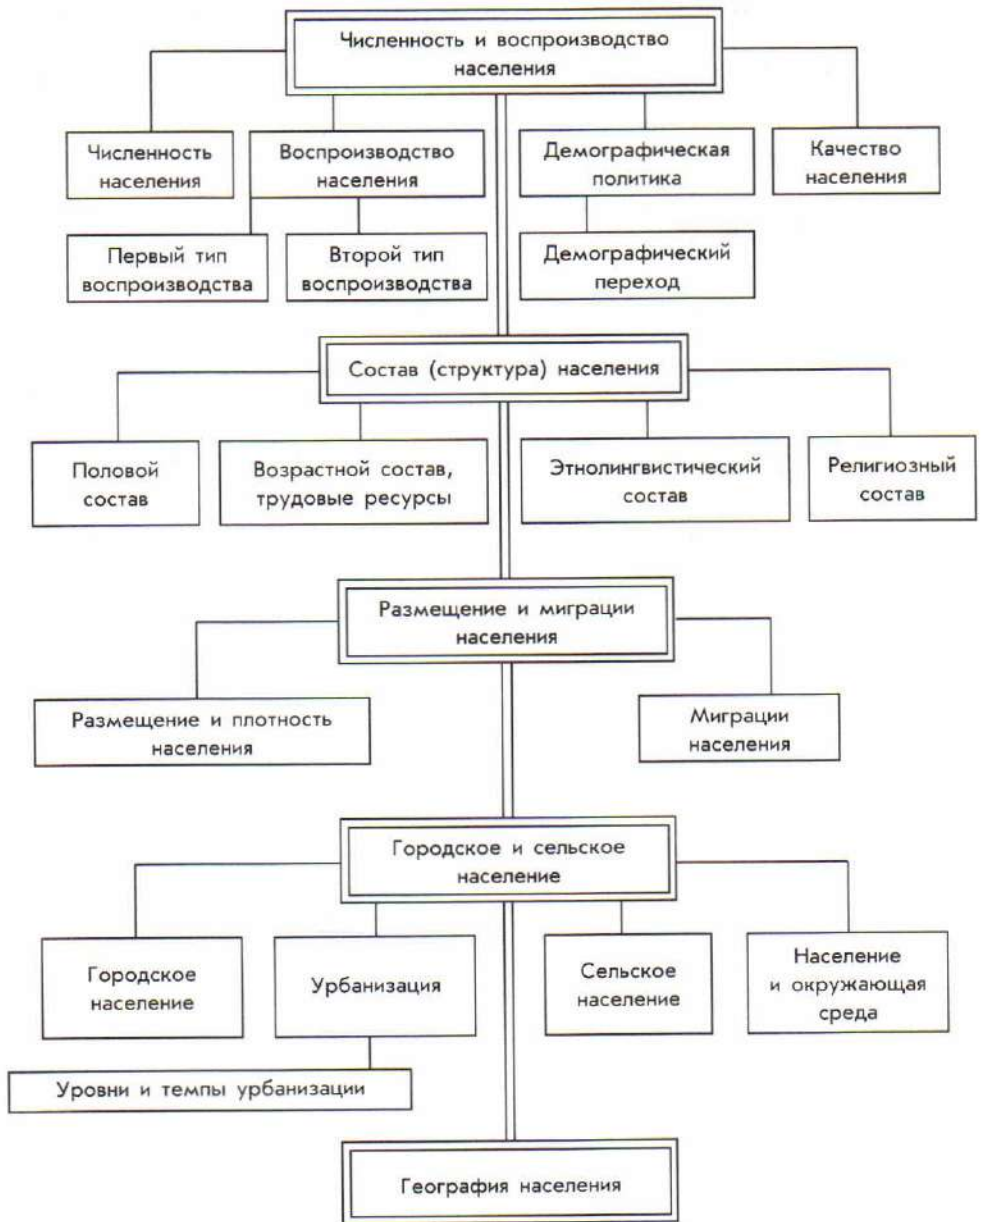 Численность и воспроизводство
населения
Численность
населения
Воспроизводство
населения
Демографическая
политика
Качество
населения
Первый тип
воспроизводства
Второй тип
воспроизводства
Демографический
переход
Состав (структура) населения
Половой
состав
Возрастной состав,
трудовые ресурсы
Этнолингвистический
состав
Религиозный
состав
Размещение и миграции
населения
Размещение и плотность
населения
Миграции
населения
Городское и сельское
население
Городское
население
Урбанизация
Сельское
население
Население
и окружающая
среда
Уровни и темпы урбанизации
География населения